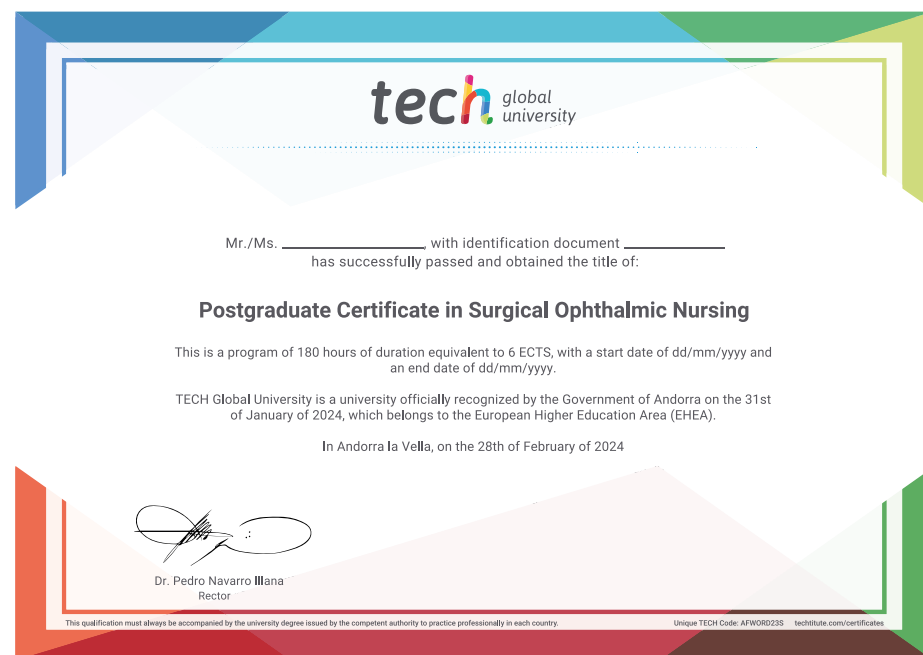 tech global university
Mr./Ms. ____________, with identification document ____________
has successfully passed and obtained the title of:
Postgraduate Certificate in Surgical Ophthalmic Nursing
This is a program of 180 hours of duration equivalent to 6 ECTS, with a start date of dd/mm/yyyy and
an end date of dd/mm/yyyy.
TECH Global University is a university officially recognized by the Government of Andorra on the 31st
of January of 2024, which belongs to the European Higher Education Area (EHEA).
In Andorra la Vella, on the 28th of February of 2024
Dr. Pedro Navarro Illana
Rector
This qualification must always be accompanied by the university degree issued by the competent authority to practice professionally in each country.
Unique TECH Code: AFWORD23S techtitute.com/certificates